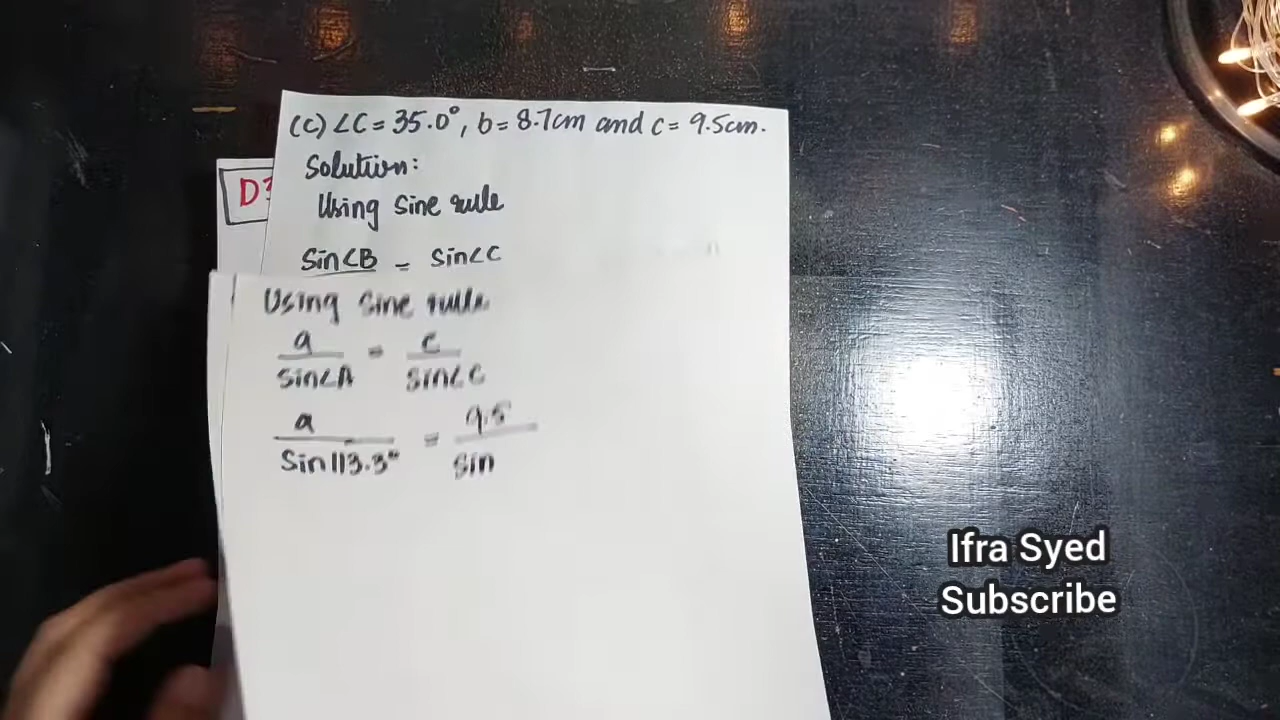 (C) ∠C = 35.0°, b = 8.7cm and c = 9.5cm.
Solution:
Using sine rule
Sin∠B = sin∠C
D
Using sine rule
a = c
sin∠A sin∠C
a = 9.5
Sin113.3° sin
Ifra Syed
Subscribe